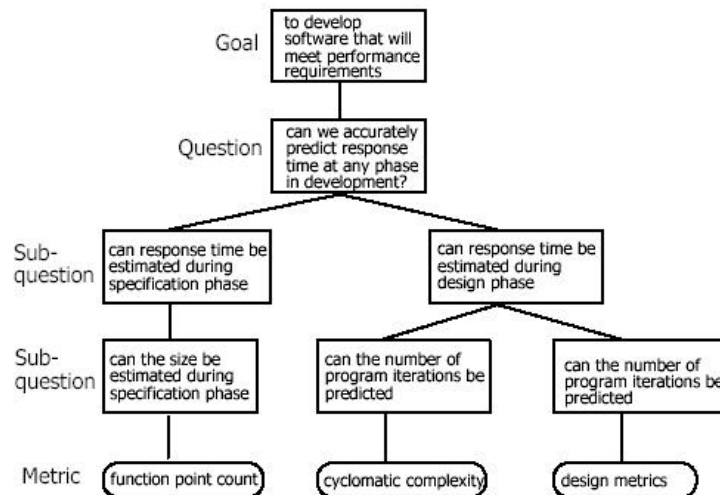 Goal
to develop
software that will
meet performance
requirements
Question
can we accurately
predict response
time at any phase
in development?
Sub-
question
can response time be
estimated during
specification phase
can response time be
estimated during
design phase
Sub-
question
can the size be
estimated during
specification phase
can the number of
program iterations be
predicted
can the number of
program iterations be
predicted
Metric
function point count
cyclomatic complexity
design metrics